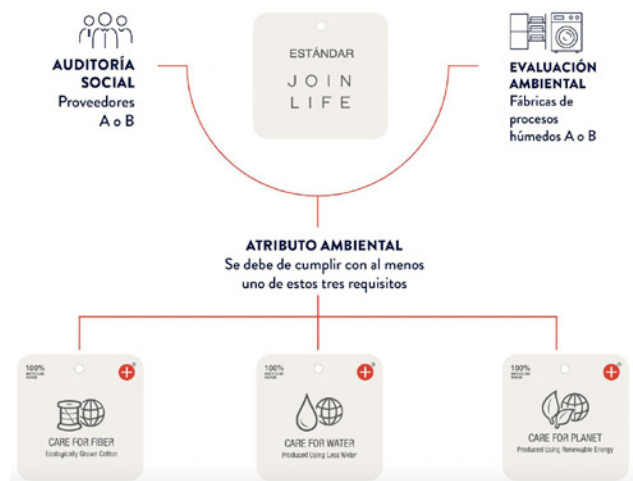 AUDITORÍA
SOCIAL
Proveedores
A o B
ESTÁNDAR
JOIN
LIFE
EVALUACIÓN
AMBIENTAL
Fábricas de
procesos
húmedos A o B
ATRIBUTO AMBIENTAL
Se debe de cumplir con al menos
uno de estos tres requisitos
100%
CARE FOR FIBER
Ecologically Grown Cotton
100%
CARE FOR WATER
Produced Using Less Water
100%
CARE FOR PLANET
Produced Using Renewable Energy